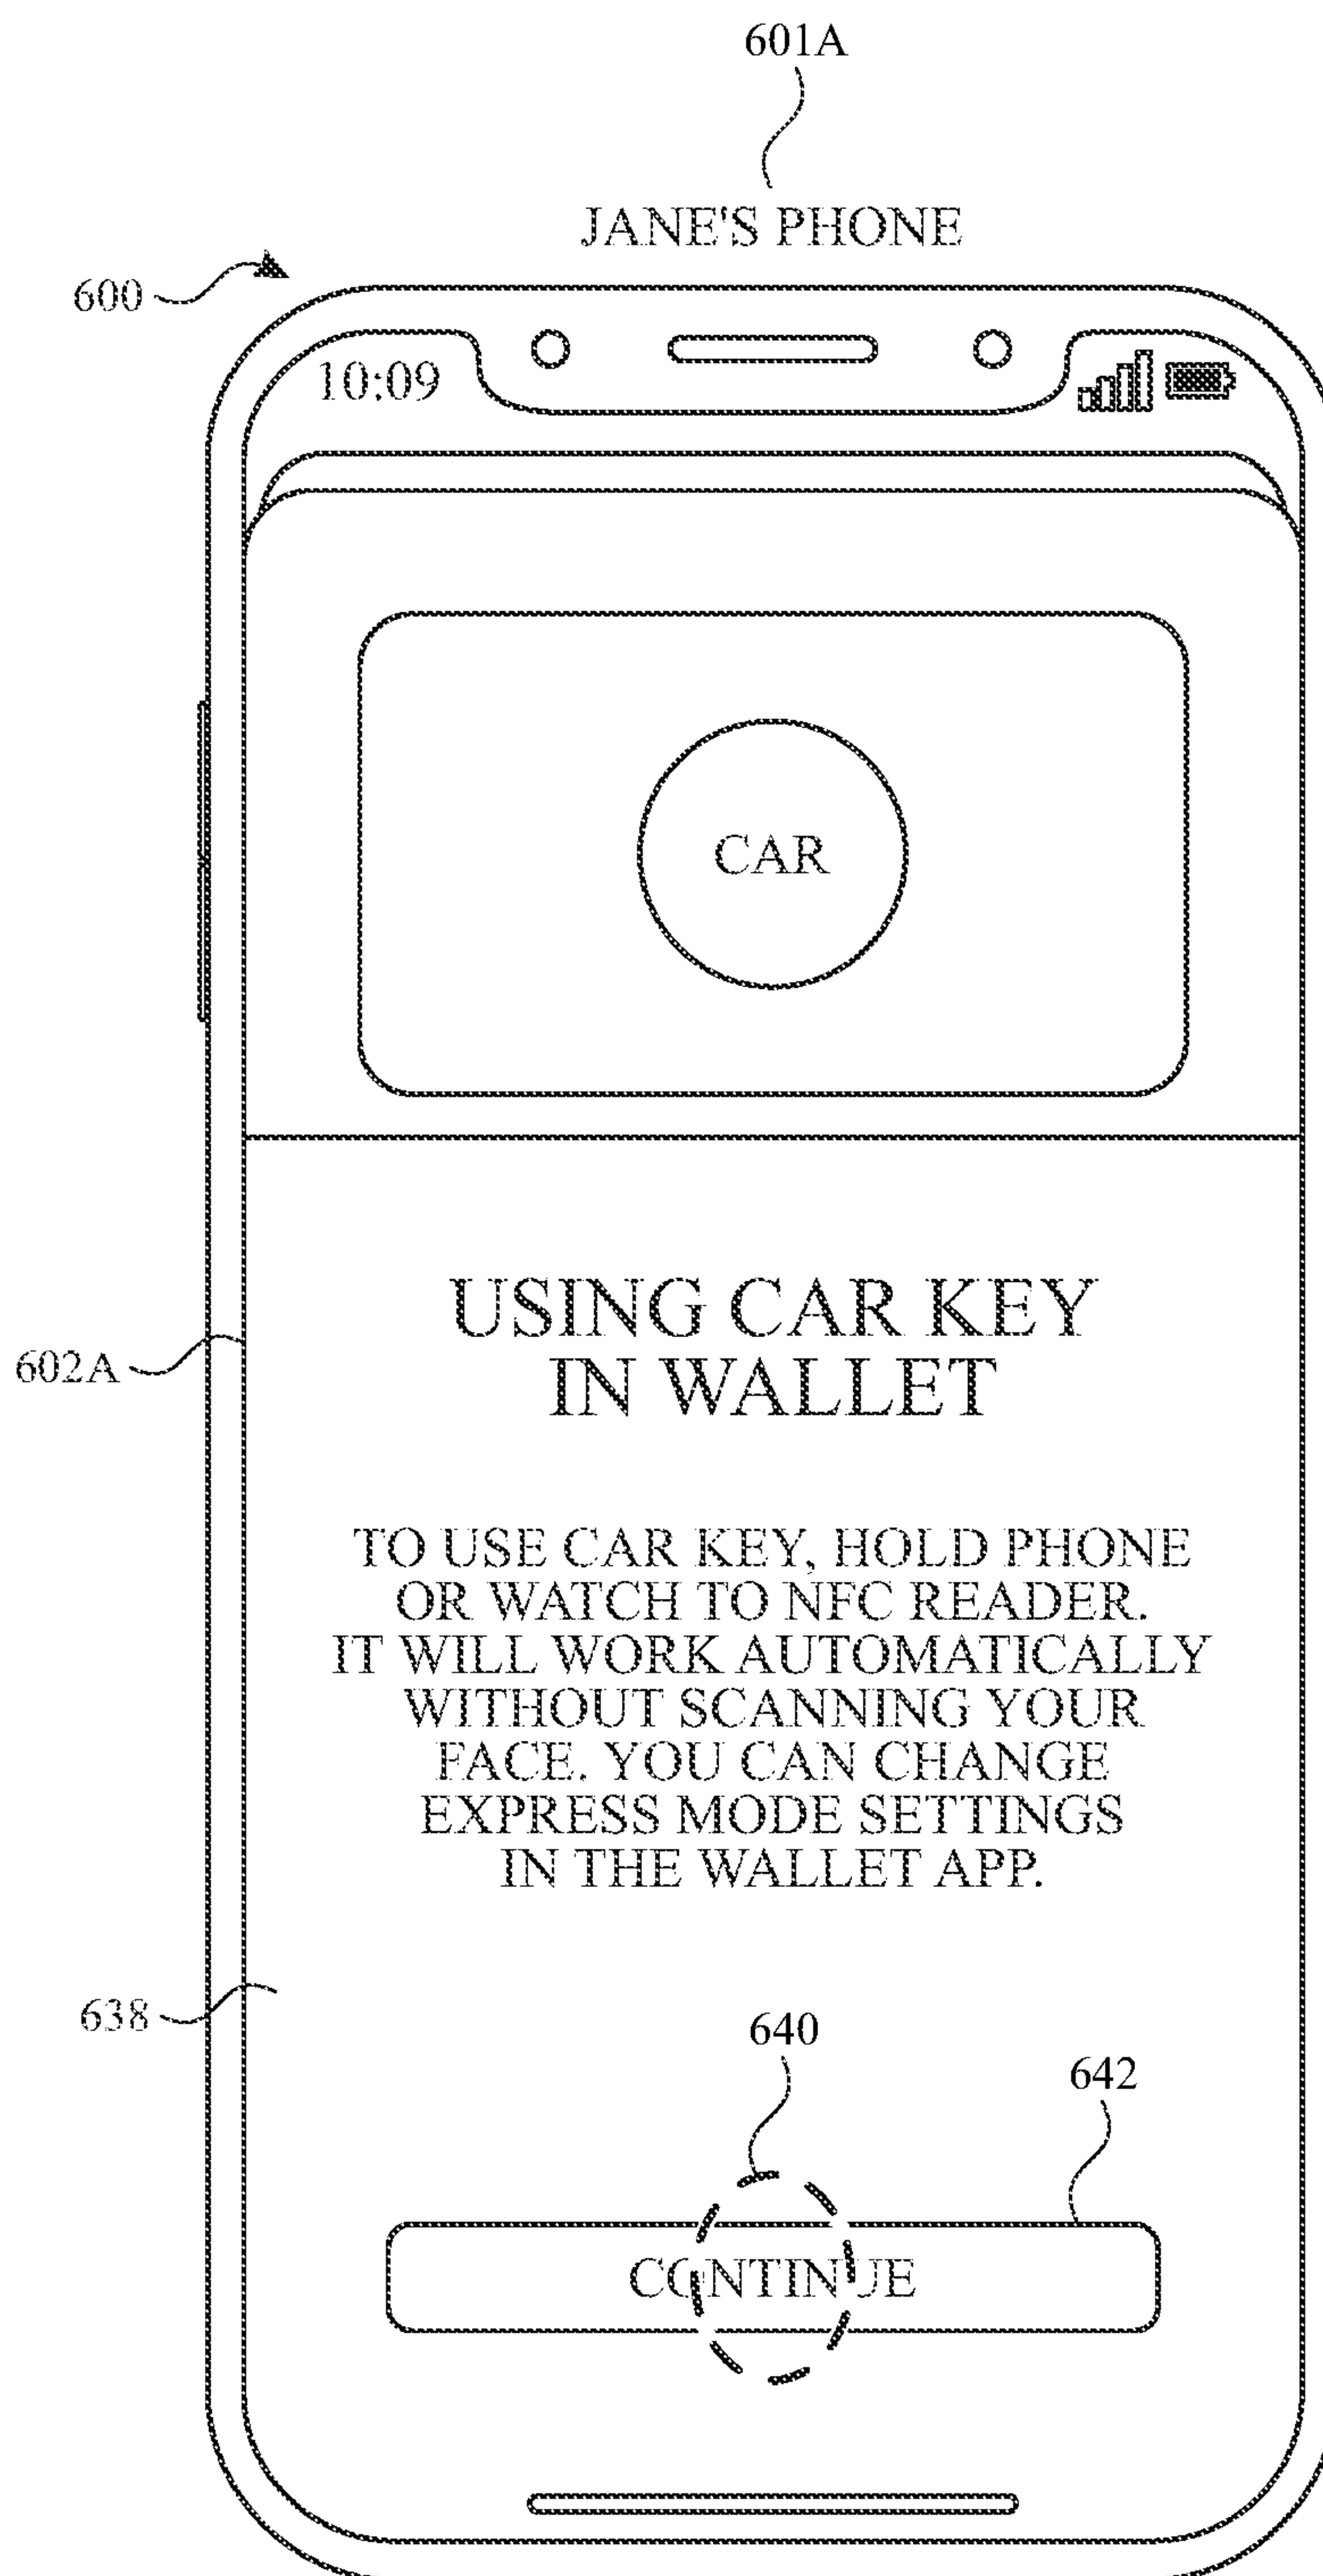 601A
JANE'S PHONE
600
10:09
CAR
USING CAR KEY
IN WALLET
602A
TO USE CAR KEY, HOLD PHONE
OR WATCH TO NFC READER.
IT WILL WORK AUTOMATICALLY
WITHOUT SCANNING YOUR
FACE. YOU CAN CHANGE
EXPRESS MODE SETTINGS
IN THE WALLET APP.
638
640
642
CONTINUE